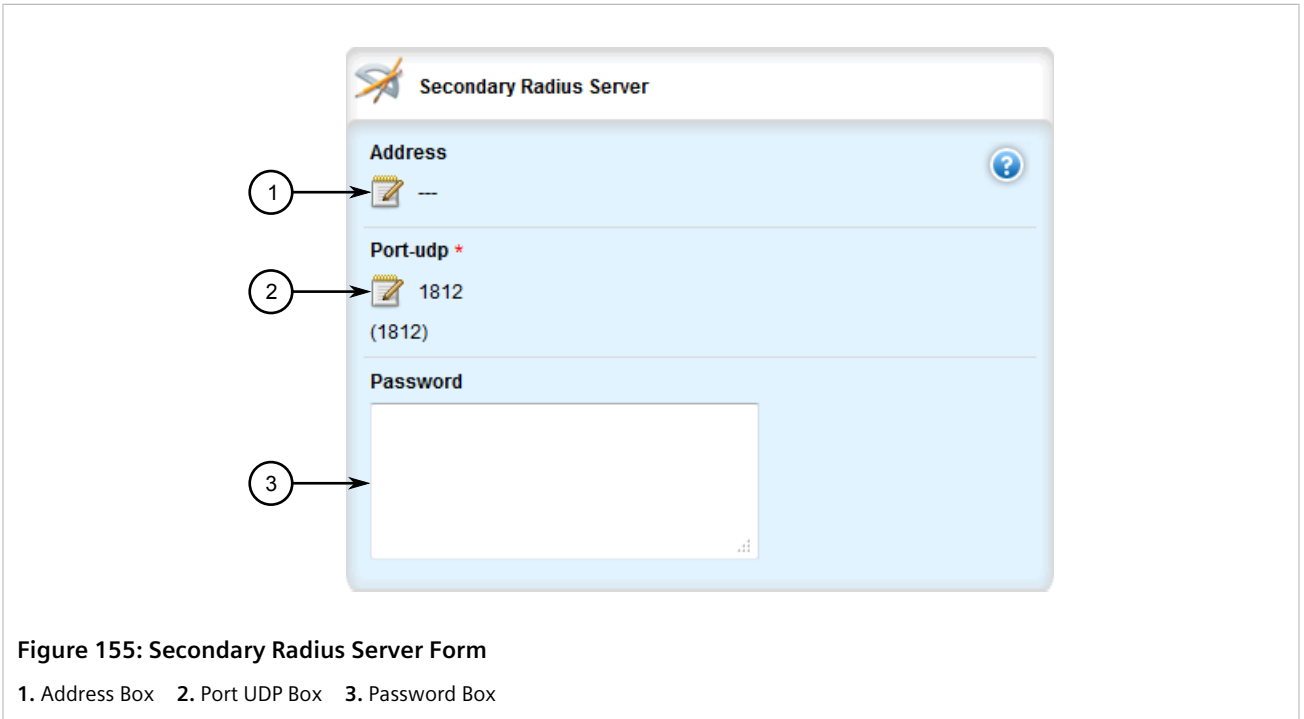 Secondary Radius Server
Address
1
---
Port-udp *
2
1812
(1812)
Password
3
Figure 155: Secondary Radius Server Form
1. Address Box 2. Port UDP Box 3. Password Box